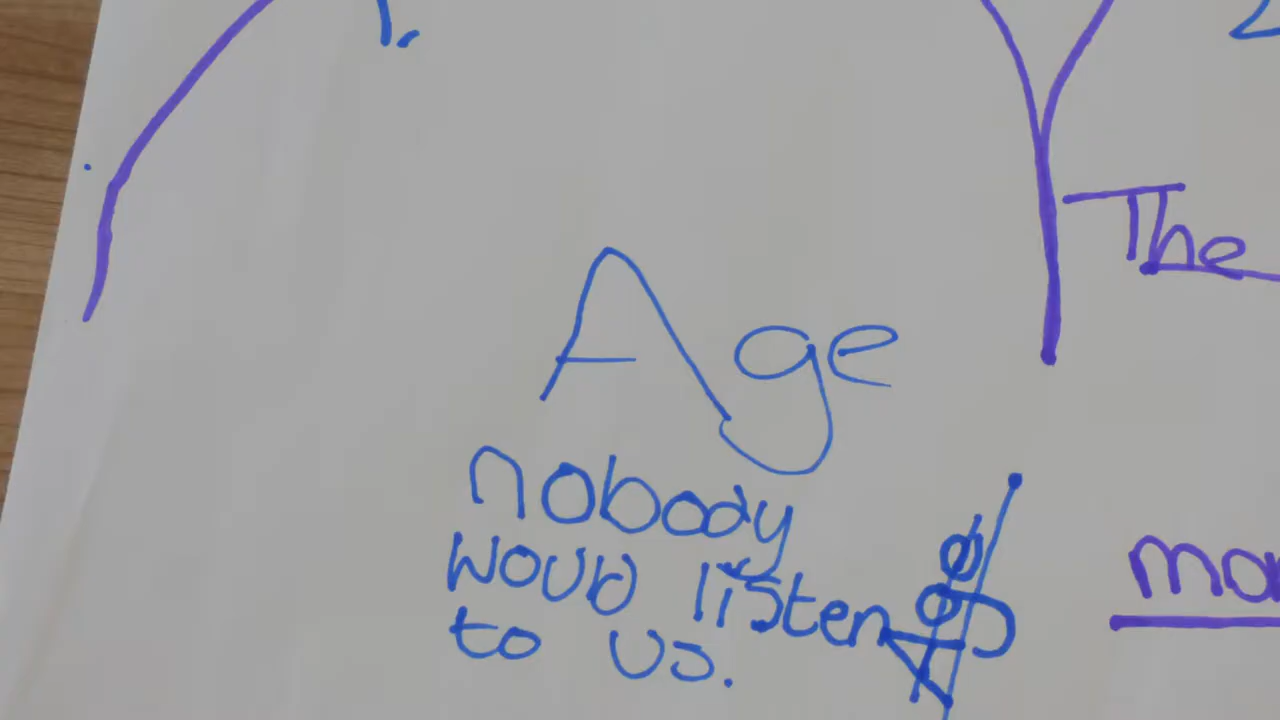 The
Age
nobody
woud listen
to us.